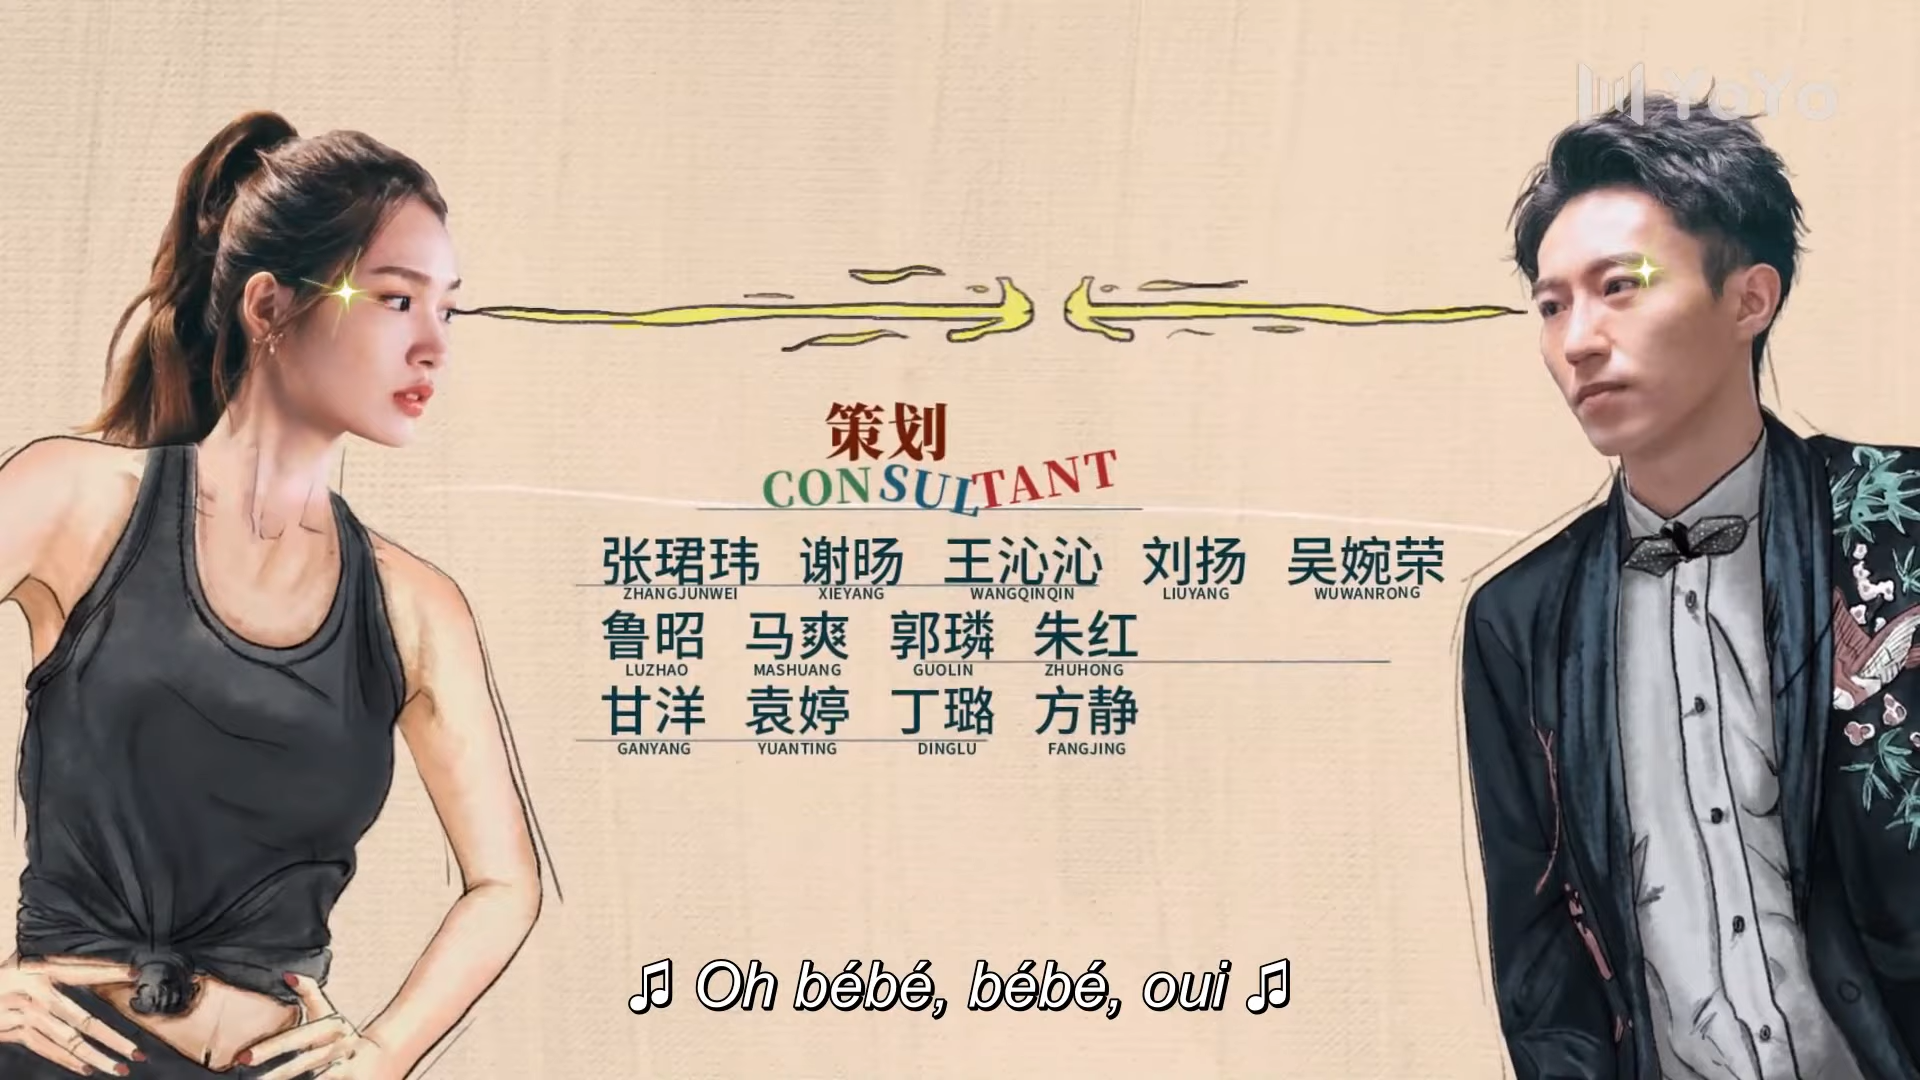 YoYo
策划
CONSULTANT
张珺玮 谢旸 王沁沁 刘扬 吴婉荣
ZHANGJUNWEI XIEYANG WANGQINQIN LIUYANG WUWANRONG
鲁昭 马爽 郭璘 朱红
LUZHAO MASHUANG GUOLIN ZHUHONG
甘洋 袁婷 丁璐 方静
GANYANG YUANTING DINGLU FANGJING
♫ Oh bébé, bébé, oui ♫